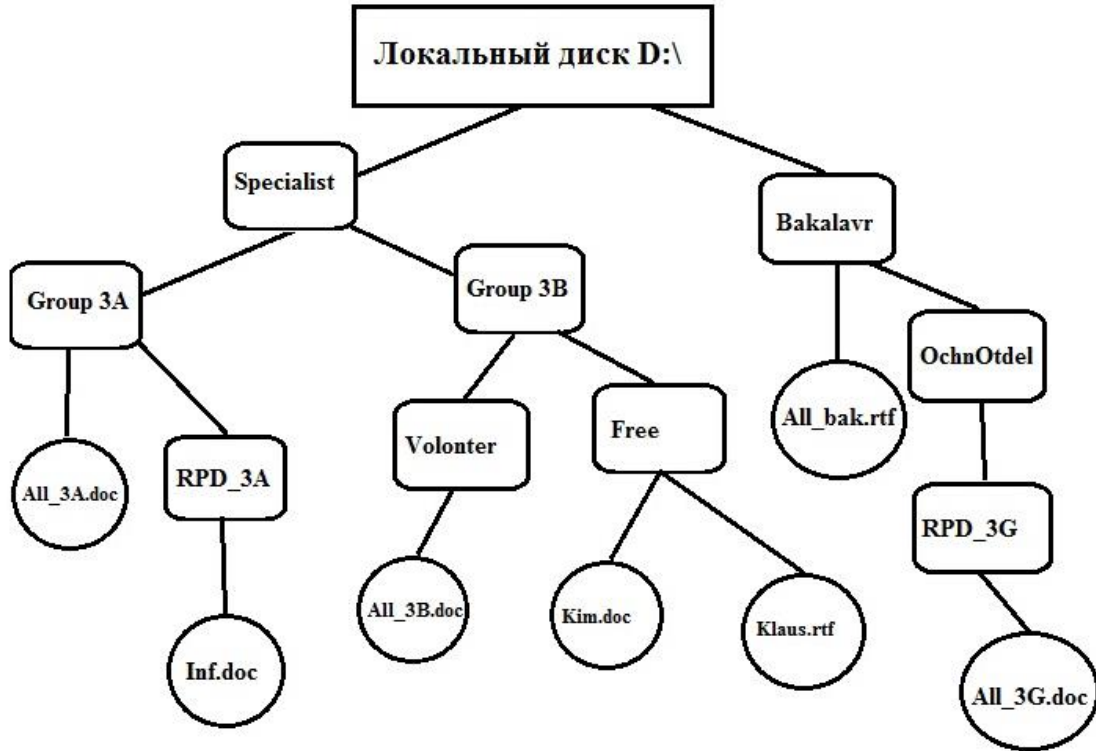 Локальный диск D:\
Specialist
Bakalavr
Group 3A
Group 3B
OchnOtdel
All_bak.rtf
Volonter
Free
RPD_3A
All_3A.doc
RPD_3G
All_3B.doc
Kim.doc
Klaus.rtf
Inf.doc
All_3G.doc